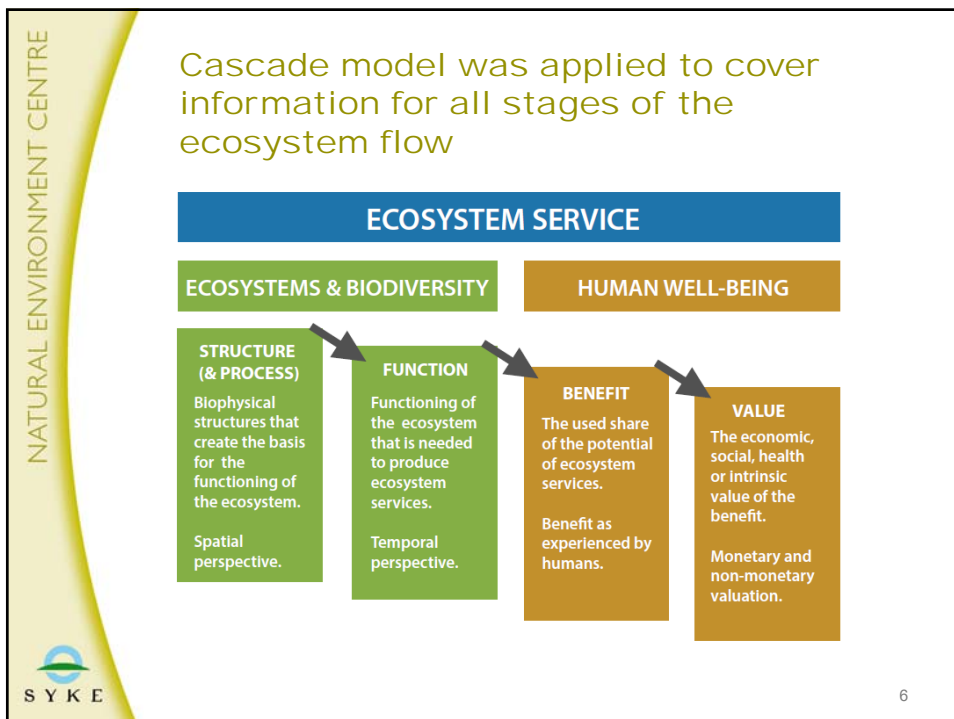 NATURAL ENVIRONMENT CENTRE
Cascade model was applied to cover
information for all stages of the
ecosystem flow
ECOSYSTEM SERVICE
ECOSYSTEMS & BIODIVERSITY
HUMAN WELL-BEING
STRUCTURE
(& PROCESS)
Biophysical
structures that
create the basis
for the
functioning of
the ecosystem.
Spatial
perspective.
FUNCTION
Functioning of
the ecosystem
that is needed
to produce
ecosystem
services.
Temporal
perspective.
BENEFIT
The used share
of the potential
of ecosystem
services.
Benefit as
experienced by
humans.
VALUE
The economic,
social, health
or intrinsic
value of the
benefit.
Monetary and
non-monetary
valuation.
SYKE
6